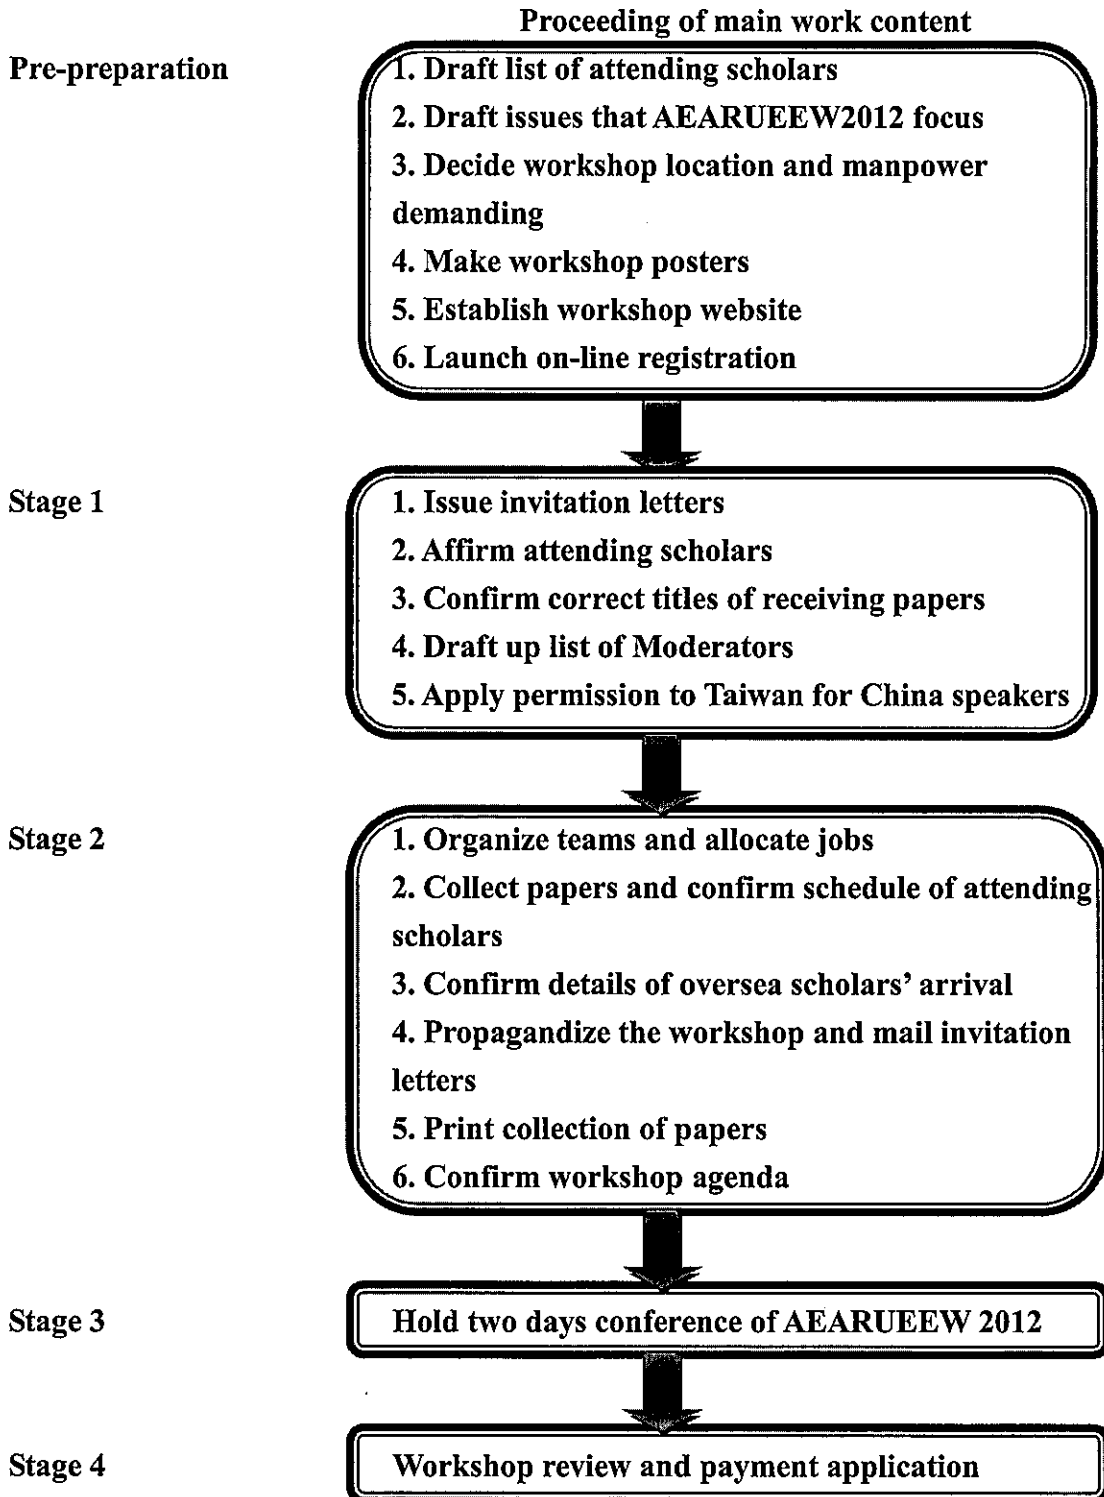 Proceeding of main work content
Pre-preparation
1. Draft list of attending scholars
2. Draft issues that AEARUEEW2012 focus
3. Decide workshop location and manpower
demanding
4. Make workshop posters
5. Establish workshop website
6. Launch on-line registration
Stage 1
1. Issue invitation letters
2. Affirm attending scholars
3. Confirm correct titles of receiving papers
4. Draft up list of Moderators
5. Apply permission to Taiwan for China speakers
Stage 2
1. Organize teams and allocate jobs
2. Collect papers and confirm schedule of attending
scholars
3. Confirm details of oversea scholars' arrival
4. Propagandize the workshop and mail invitation
letters
5. Print collection of papers
6. Confirm workshop agenda
Stage 3
Hold two days conference of AEARUEEW 2012
Stage 4
Workshop review and payment application